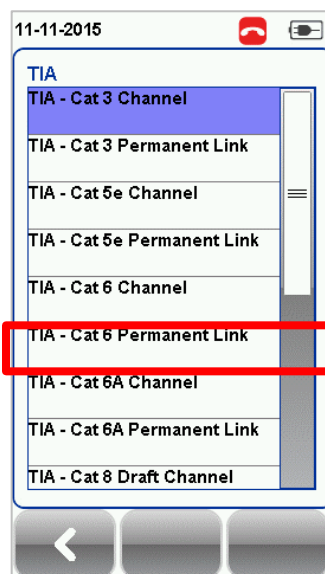 11-11-2015
TIA
TIA - Cat 3 Channel
TIA - Cat 3 Permanent Link
TIA - Cat 5e Channel
TIA - Cat 5e Permanent Link
TIA - Cat 6 Channel
TIA - Cat 6 Permanent Link
TIA - Cat 6A Channel
TIA - Cat 6A Permanent Link
TIA - Cat 8 Draft Channel